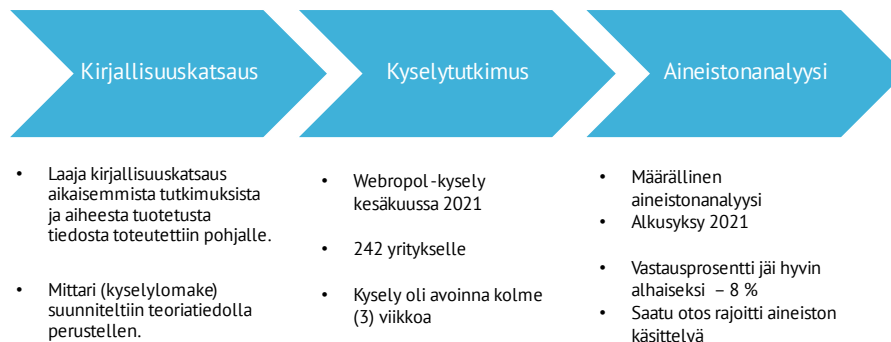 Kirjallisuuskatsaus
Kyselytutkimus
Aineistonanalyysi
• Laaja kirjallisuuskatsaus
aikaisemmista tutkimuksista
ja aiheesta tuotetusta
tiedosta toteutettiin pohjalle.
• Mittari (kyselylomake)
suunniteltiin teoriatiedolla
perustellen.
• Webropol -kysely
kesäkuussa 2021
• 242 yritykselle
• Kysely oli avoinna kolme
(3) viikkoa
• Määrällinen
aineistonanalyysi
• Alkusyksy 2021
• Vastausprosentti jäi hyvin
alhaiseksi – 8 %
• Saatu otos rajoitti aineiston
käsittelyä